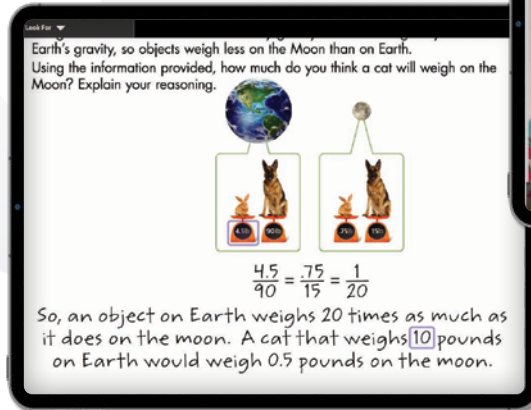 Look For
Earth's gravity, so objects weigh less on the Moon than on Earth.
Using the information provided, how much do you think a cat will weigh on the
Moon? Explain your reasoning.
4.5lb 90lb .75lb 15lb
4.5/90 = .75/15 = 1/20
So, an object on Earth weighs 20 times as much as
it does on the moon. A cat that weighs 10 pounds
on Earth would weigh 0.5 pounds on the moon.